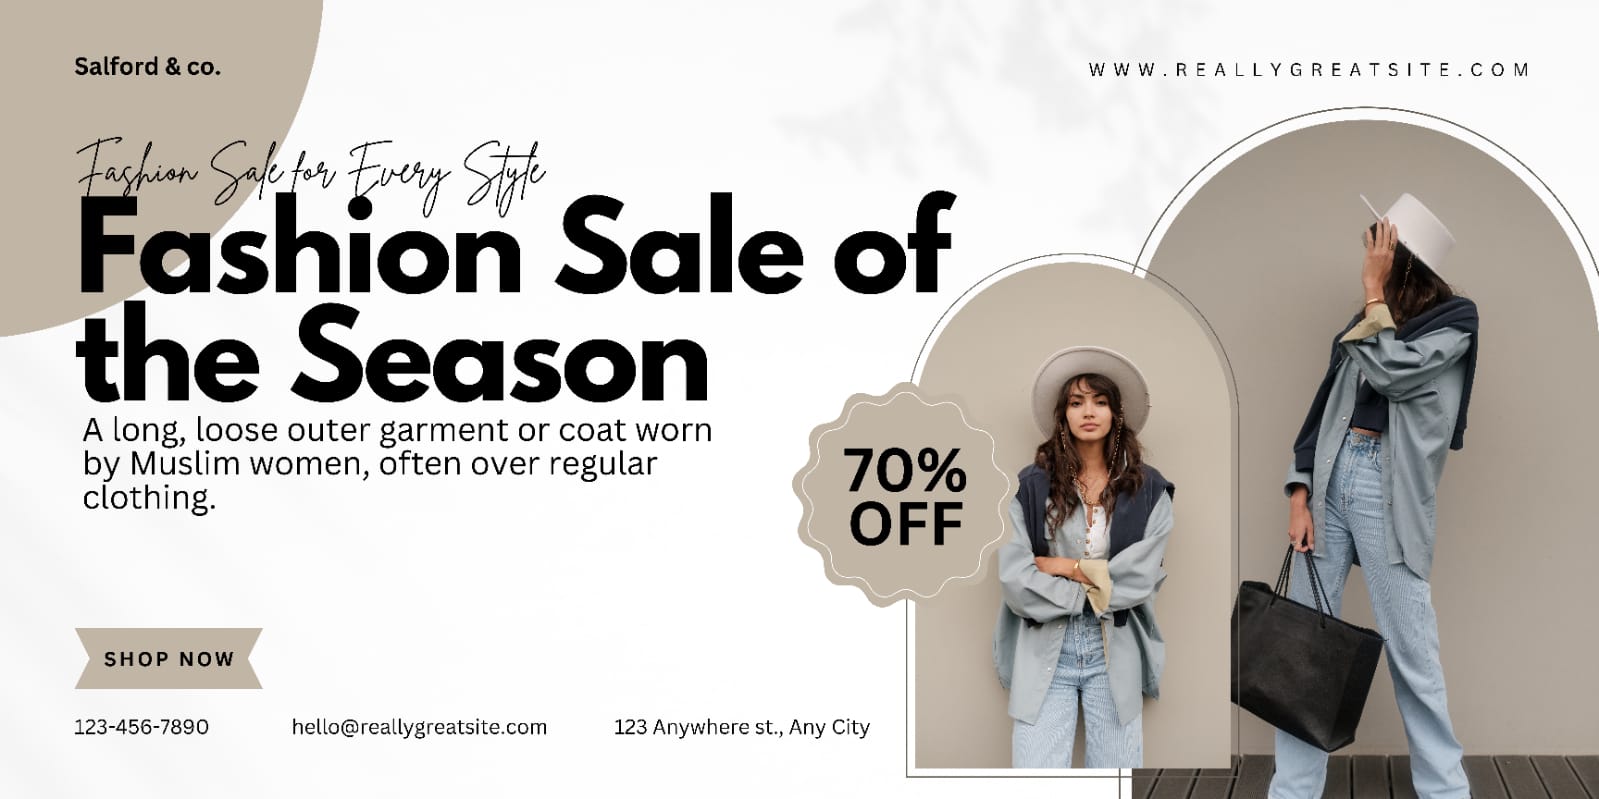 Salford & co.
WWW.REALLYGREATSITE.COM
Fashion Sale for Every Style
Fashion Sale of
the Season
A long, loose outer garment or coat worn
by Muslim women, often over regular
clothing.
70%
OFF
SHOP NOW
123-456-7890
hello@reallygreatsite.com
123 Anywhere st., Any City